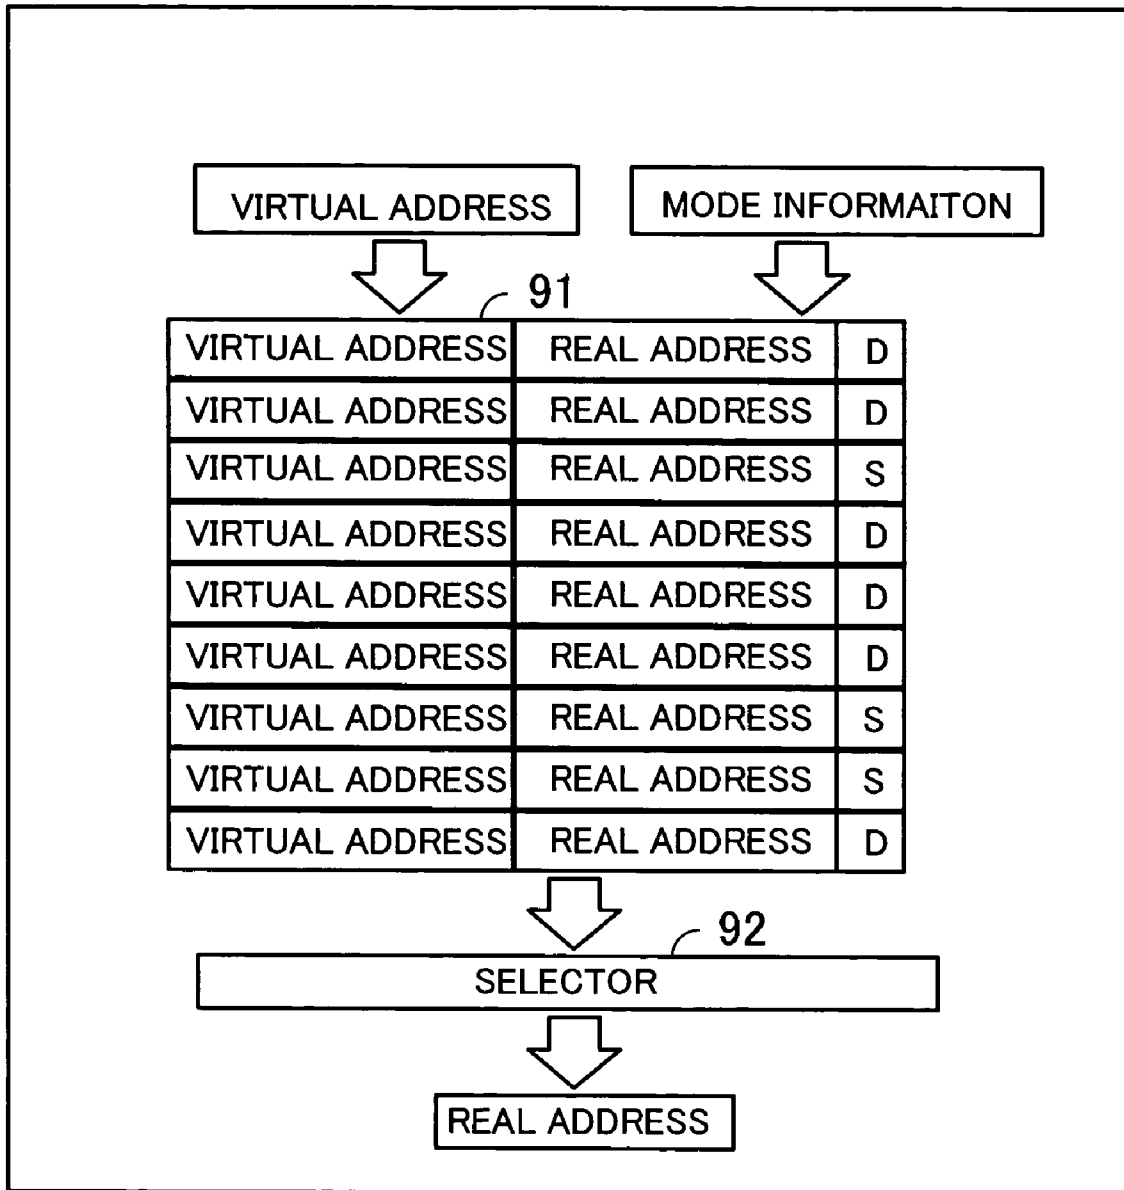 VIRTUAL ADDRESS MODE INFORMAITON
91
VIRTUAL ADDRESS REAL ADDRESS D
VIRTUAL ADDRESS REAL ADDRESS D
VIRTUAL ADDRESS REAL ADDRESS S
VIRTUAL ADDRESS REAL ADDRESS D
VIRTUAL ADDRESS REAL ADDRESS D
VIRTUAL ADDRESS REAL ADDRESS D
VIRTUAL ADDRESS REAL ADDRESS S
VIRTUAL ADDRESS REAL ADDRESS S
VIRTUAL ADDRESS REAL ADDRESS D
92
SELECTOR
REAL ADDRESS